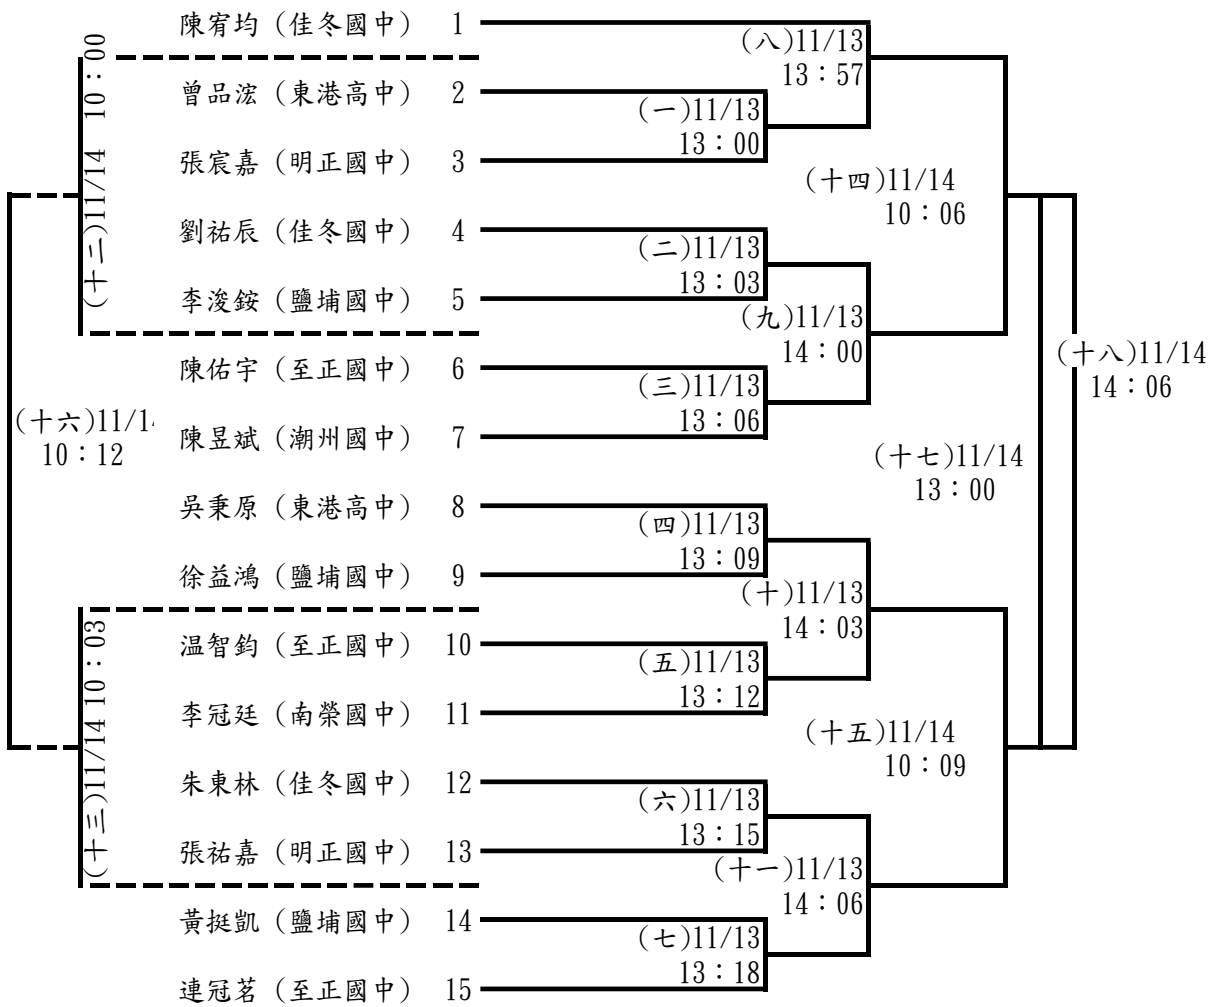 陳宥均 (佳冬國中) 1
(八)11/13
13：57
曾品浤 (東港高中) 2
(一)11/13
13：00
張宸嘉 (明正國中) 3
(十二)11/14 10：00
(十四)11/14
10：06
劉祐辰 (佳冬國中) 4
(二)11/13
13：03
李浚銨 (鹽埔國中) 5
(九)11/13
14：00
陳佑宇 (至正國中) 6
(三)11/13
13：06
(十八)11/14
14：06
(十六)11/1
10：12
陳昱斌 (潮州國中) 7
(十七)11/14
13：00
吳秉原 (東港高中) 8
(四)11/13
13：09
徐益鴻 (鹽埔國中) 9
(十)11/13
14：03
温智鈞 (至正國中) 10
(五)11/13
13：12
李冠廷 (南榮國中) 11
(十三)11/14 10：03
(十五)11/14
10：09
朱東林 (佳冬國中) 12
(六)11/13
13：15
張祐嘉 (明正國中) 13
(十一)11/13
14：06
黃挺凱 (鹽埔國中) 14
(七)11/13
13：18
連冠茗 (至正國中) 15